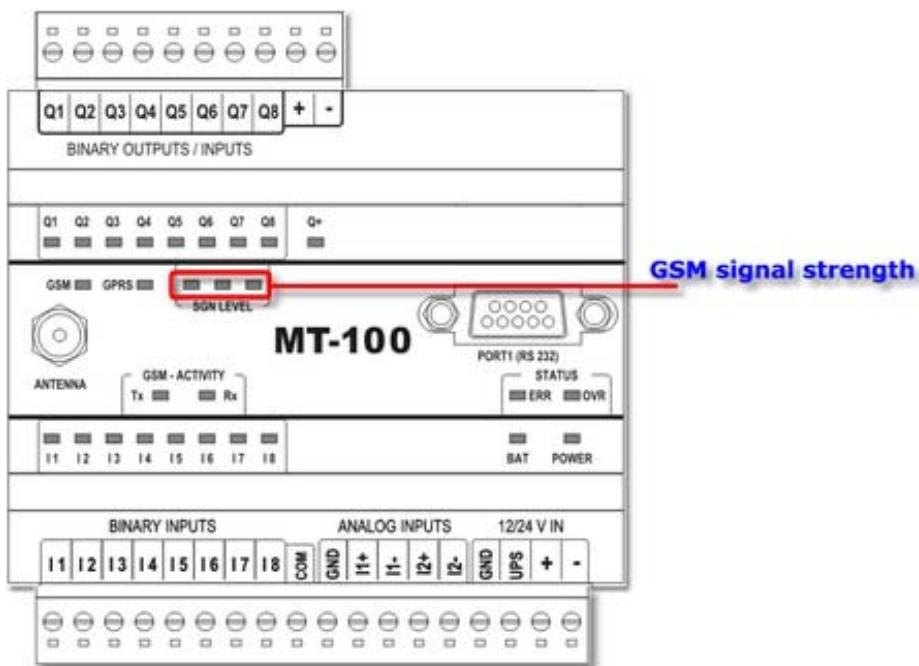 Q1 Q2 Q3 Q4 Q5 Q6 Q7 Q8 + -
BINARY OUTPUTS / INPUTS
Q1 Q2 Q3 Q4 Q5 Q6 Q7 Q8 Q+
GSM GPRS
SGN LEVEL
GSM signal strength
MT-100
PORT1 (RS 232)
ANTENNA
GSM - ACTIVITY
Tx Rx
STATUS
ERR OVR
I1 I2 I3 I4 I5 I6 I7 I8
BAT POWER
BINARY INPUTS ANALOG INPUTS 12/24 V IN
I1 I2 I3 I4 I5 I6 I7 I8 COM GND I1+ I1- I2+ I2- GND UPS + -